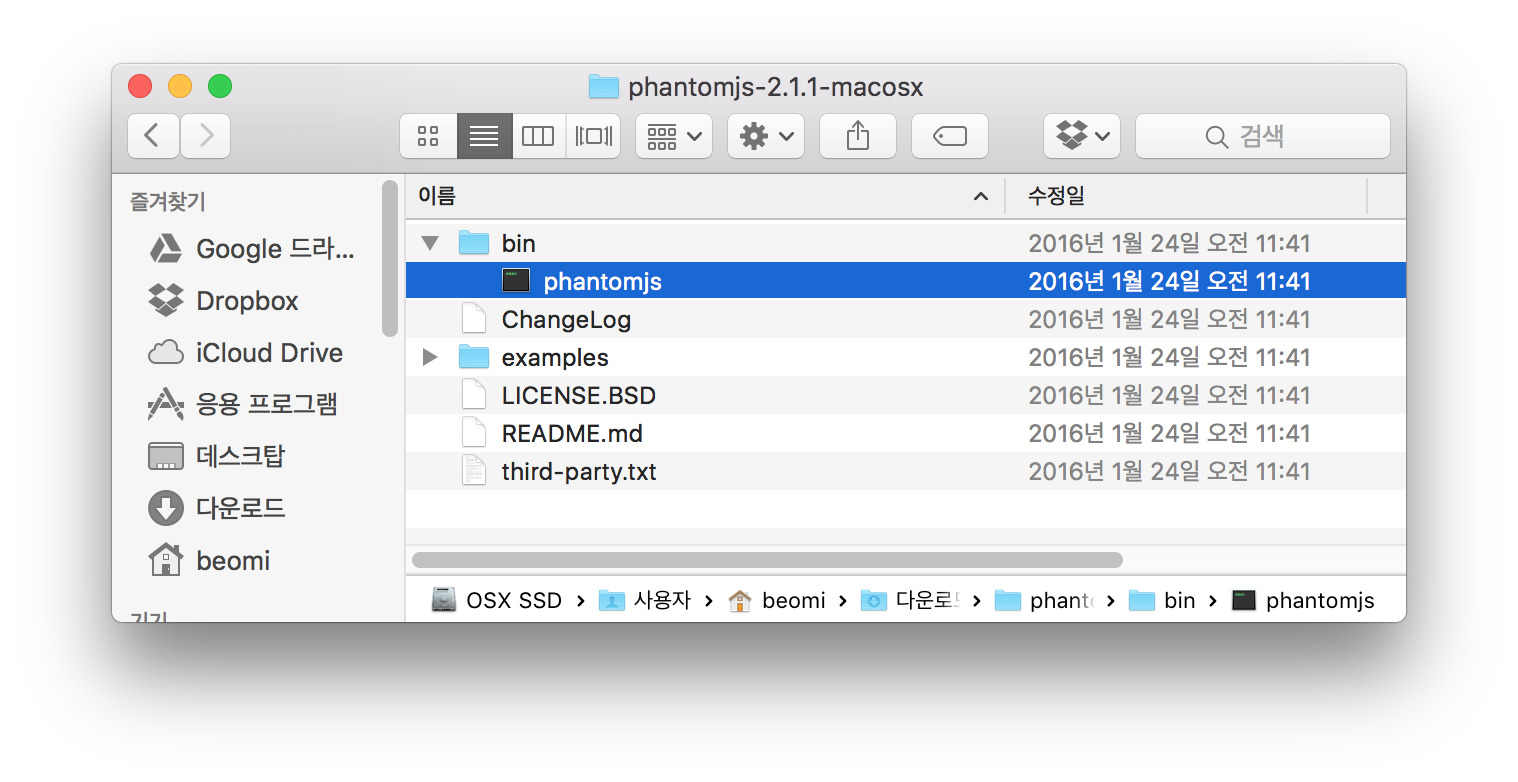 phantomjs-2.1.1-macosx
검색
즐겨찾기
Google 드라...
Dropbox
iCloud Drive
응용 프로그램
데스크탑
다운로드
beomi
기기
이름 수정일
bin 2016년 1월 24일 오전 11:41
phantomjs 2016년 1월 24일 오전 11:41
ChangeLog 2016년 1월 24일 오전 11:41
examples 2016년 1월 24일 오전 11:41
LICENSE.BSD 2016년 1월 24일 오전 11:41
README.md 2016년 1월 24일 오전 11:41
third-party.txt 2016년 1월 24일 오전 11:41
OSX SSD › 사용자 › beomi › 다운로드 › phanto › bin › phantomjs